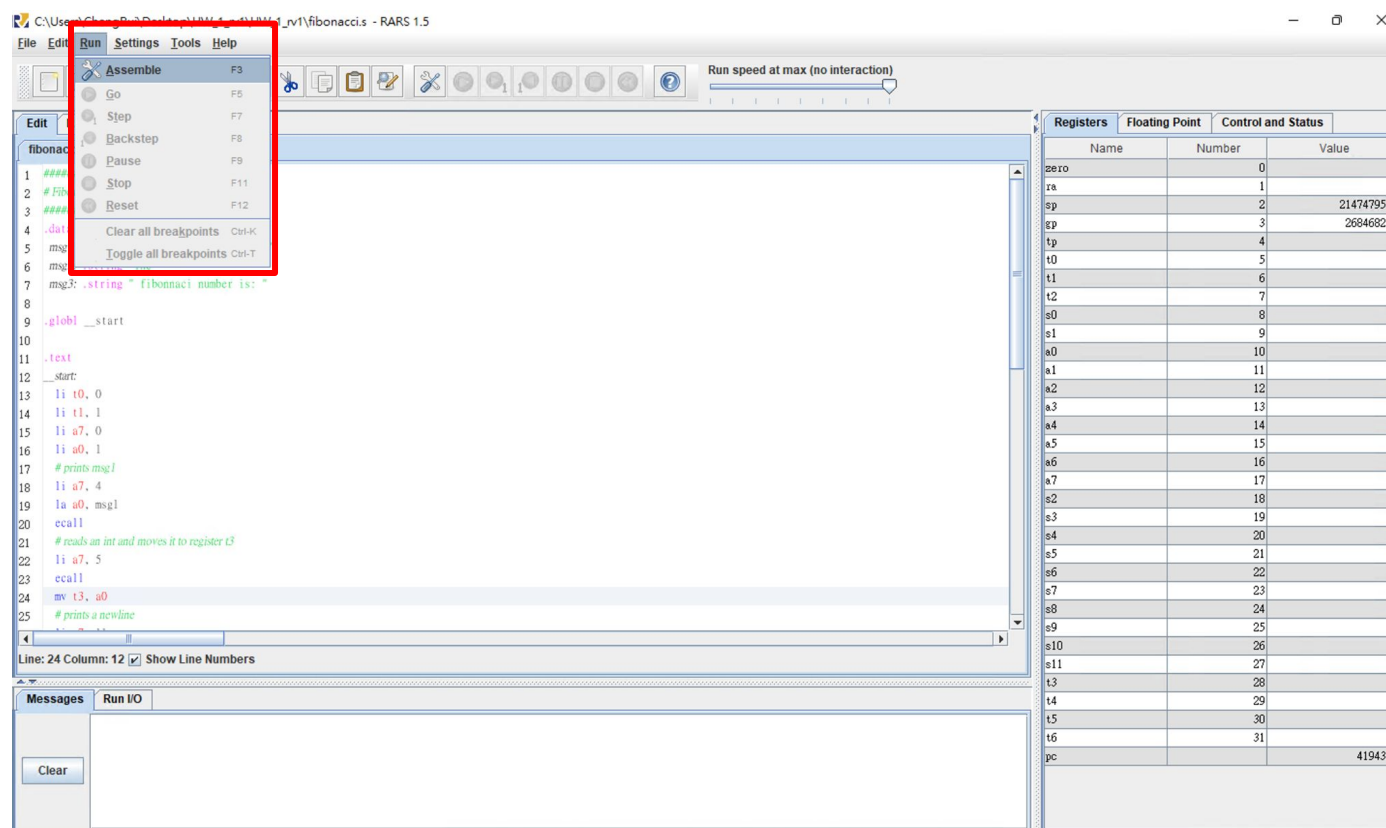 C:\Users\ChengRui\Desktop\HW_1_rv1\HW_1_rv1\fibonacci.s - RARS 1.5
File Edit Run Settings Tools Help
Assemble F3
Go F5
Step F7
Backstep F8
Pause F9
Stop F11
Reset F12
Clear all breakpoints Ctrl-K
Toggle all breakpoints Ctrl-T
Run speed at max (no interaction)
Edit
fibonac
1 ####
2 # Fib
3 ####
4 .data
5 msg
6 msg
7 msg3: .string " fibonnaci number is: "
8
9 .globl __start
10
11 .text
12 __start:
13 li t0, 0
14 li t1, 1
15 li a7, 0
16 li a0, 1
17 # prints msg1
18 li a7, 4
19 la a0, msg1
20 ecall
21 # reads an int and moves it to register t3
22 li a7, 5
23 ecall
24 mv t3, a0
25 # prints a newline
Line: 24 Column: 12 Show Line Numbers
Messages Run I/O
Clear
Registers Floating Point Control and Status
Name Number Value
zero 0
ra 1
sp 2 21474795
gp 3 2684682
tp 4
t0 5
t1 6
t2 7
s0 8
s1 9
a0 10
a1 11
a2 12
a3 13
a4 14
a5 15
a6 16
a7 17
s2 18
s3 19
s4 20
s5 21
s6 22
s7 23
s8 24
s9 25
s10 26
s11 27
t3 28
t4 29
t5 30
t6 31
pc 41943